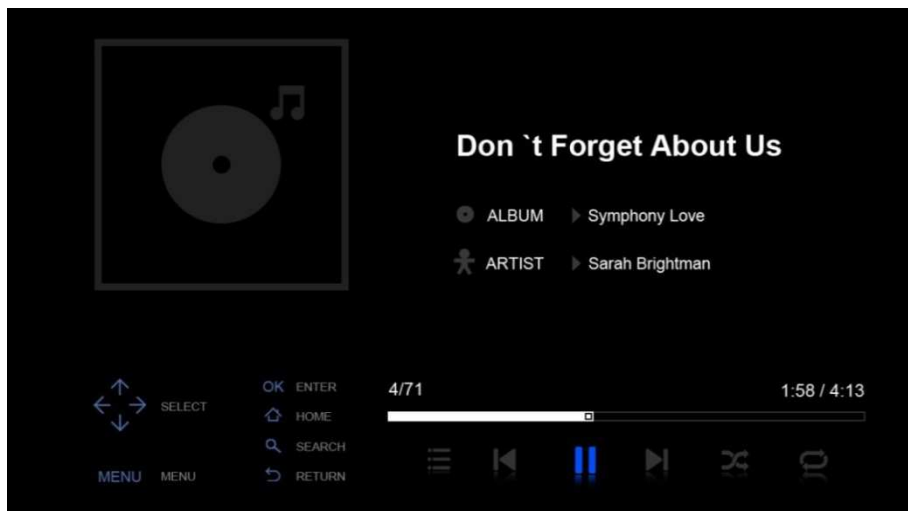 Don `t Forget About Us
ALBUM Symphony Love
ARTIST Sarah Brightman
SELECT
MENU MENU
OK ENTER
HOME
SEARCH
RETURN
4/71 1:58 / 4:13